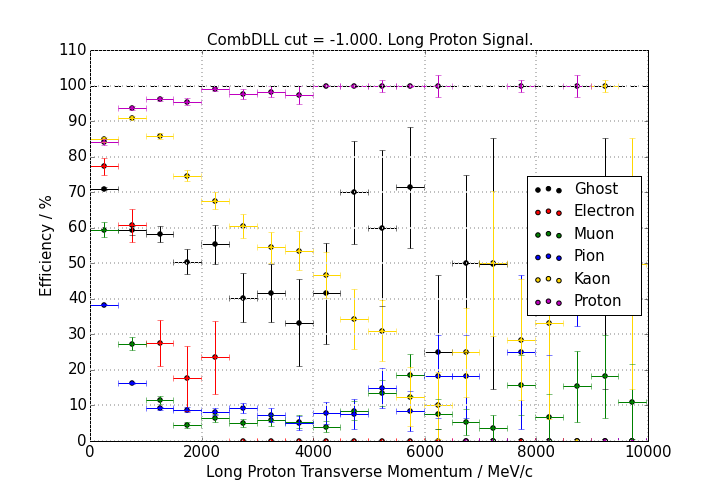 CombDLL cut = -1.000. Long Proton Signal.
110
100
90
80
70
60
50
40
30
20
10
0
Efficiency / %
Ghost
Electron
Muon
Pion
Kaon
Proton
0 2000 4000 6000 8000 10000
Long Proton Transverse Momentum / MeV/c